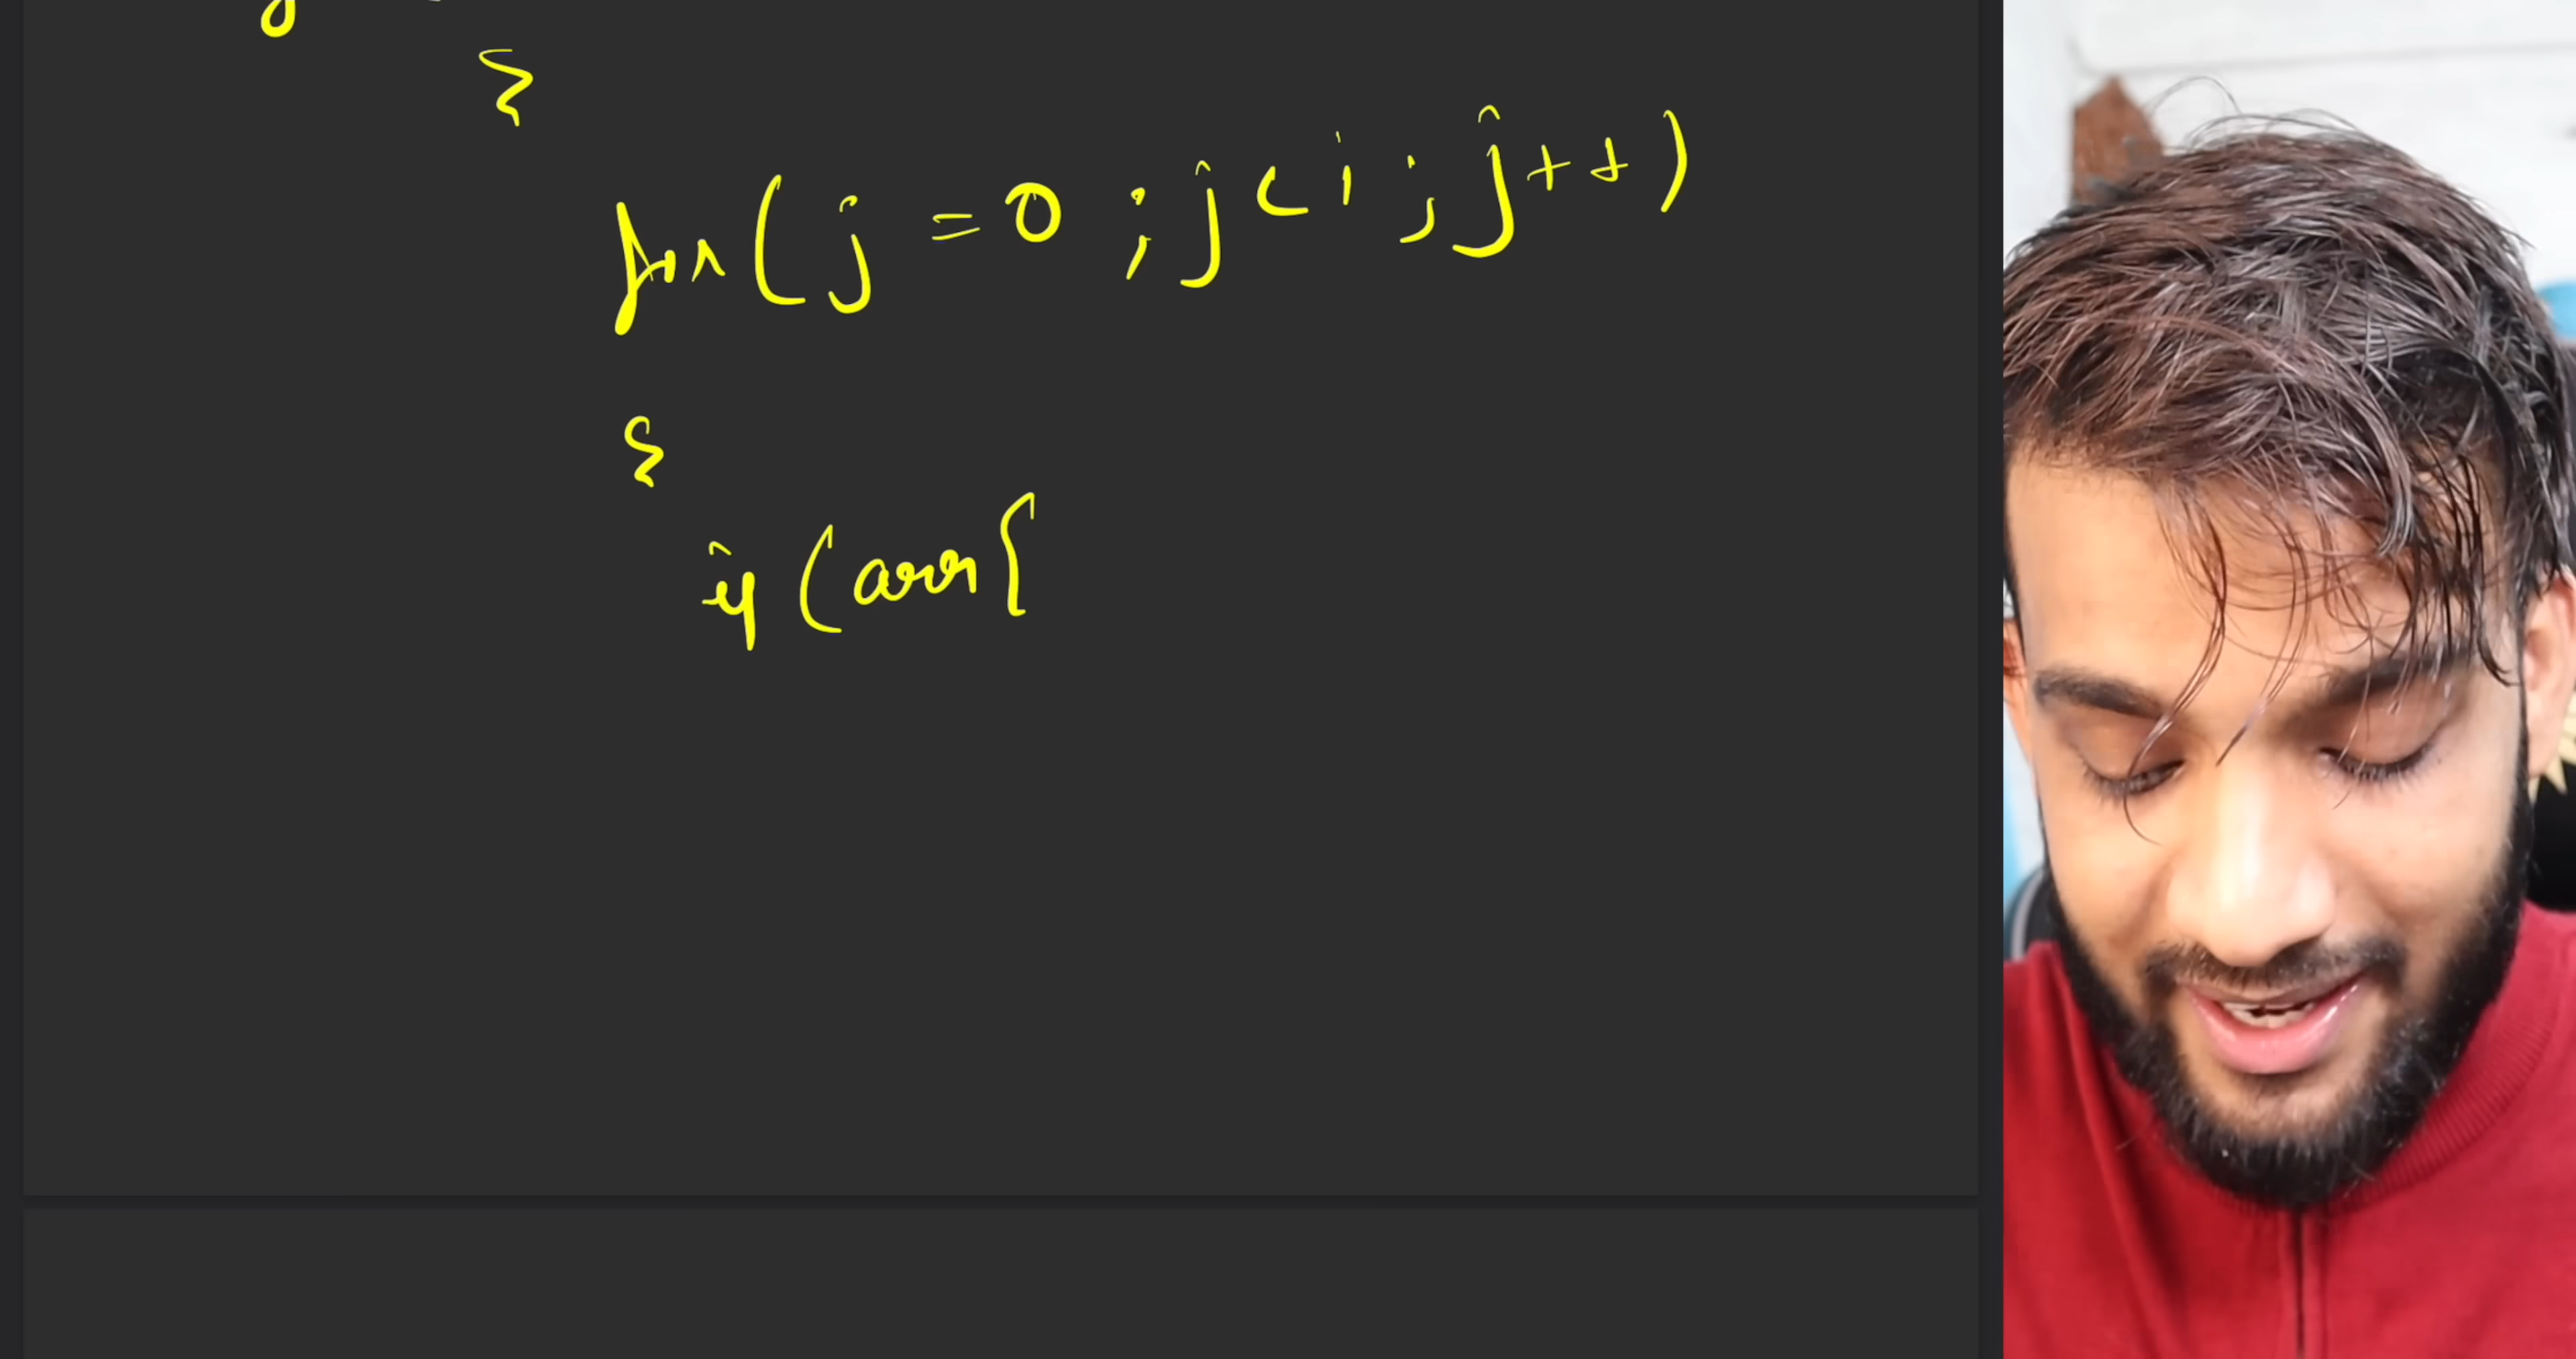 {
for(j=0;j<i;j++)
{
if(arr[